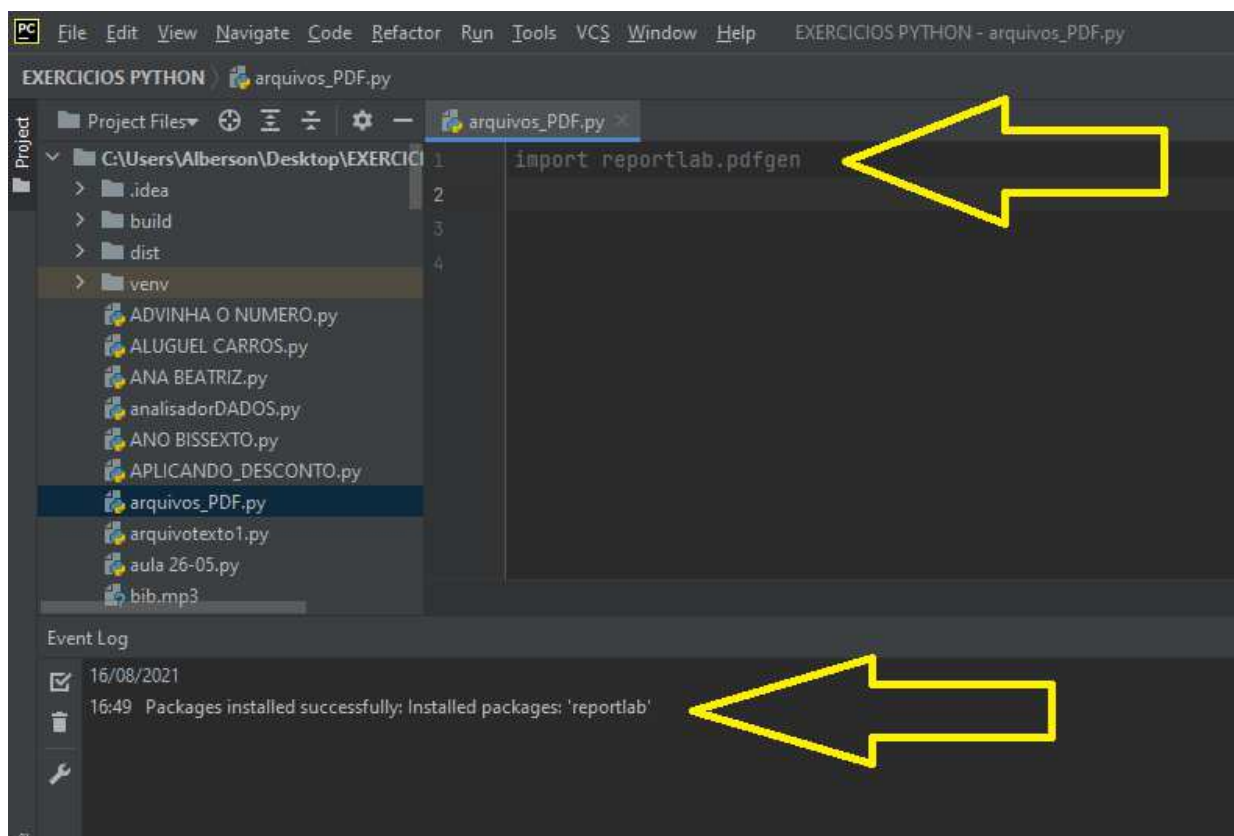 PC File Edit View Navigate Code Refactor Run Tools VCS Window Help EXERCICIOS PYTHON - arquivos_PDF.py
EXERCICIOS PYTHON arquivos_PDF.py
Project
Project Files arquivos_PDF.py
C:\Users\Alberson\Desktop\EXERCICI
.idea
build
dist
venv
ADVINHA O NUMERO.py
ALUGUEL CARROS.py
ANA BEATRIZ.py
analisadorDADOS.py
ANO BISSEXTO.py
APLICANDO_DESCONTO.py
arquivos_PDF.py
arquivotexto1.py
aula 26-05.py
bib.mp3
1 import reportlab.pdfgen
2
3
4
Event Log
16/08/2021
16:49 Packages installed successfully: Installed packages: 'reportlab'